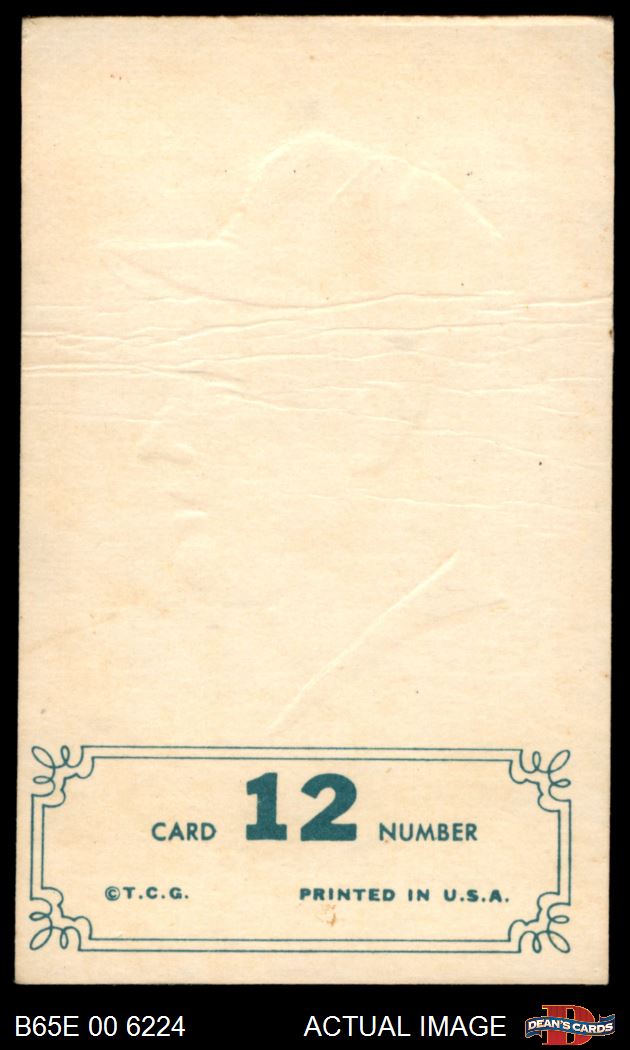 CARD 12 NUMBER
©T.C.G. PRINTED IN U.S.A.
B65E 00 6224 ACTUAL IMAGE DEAN'S CARDS